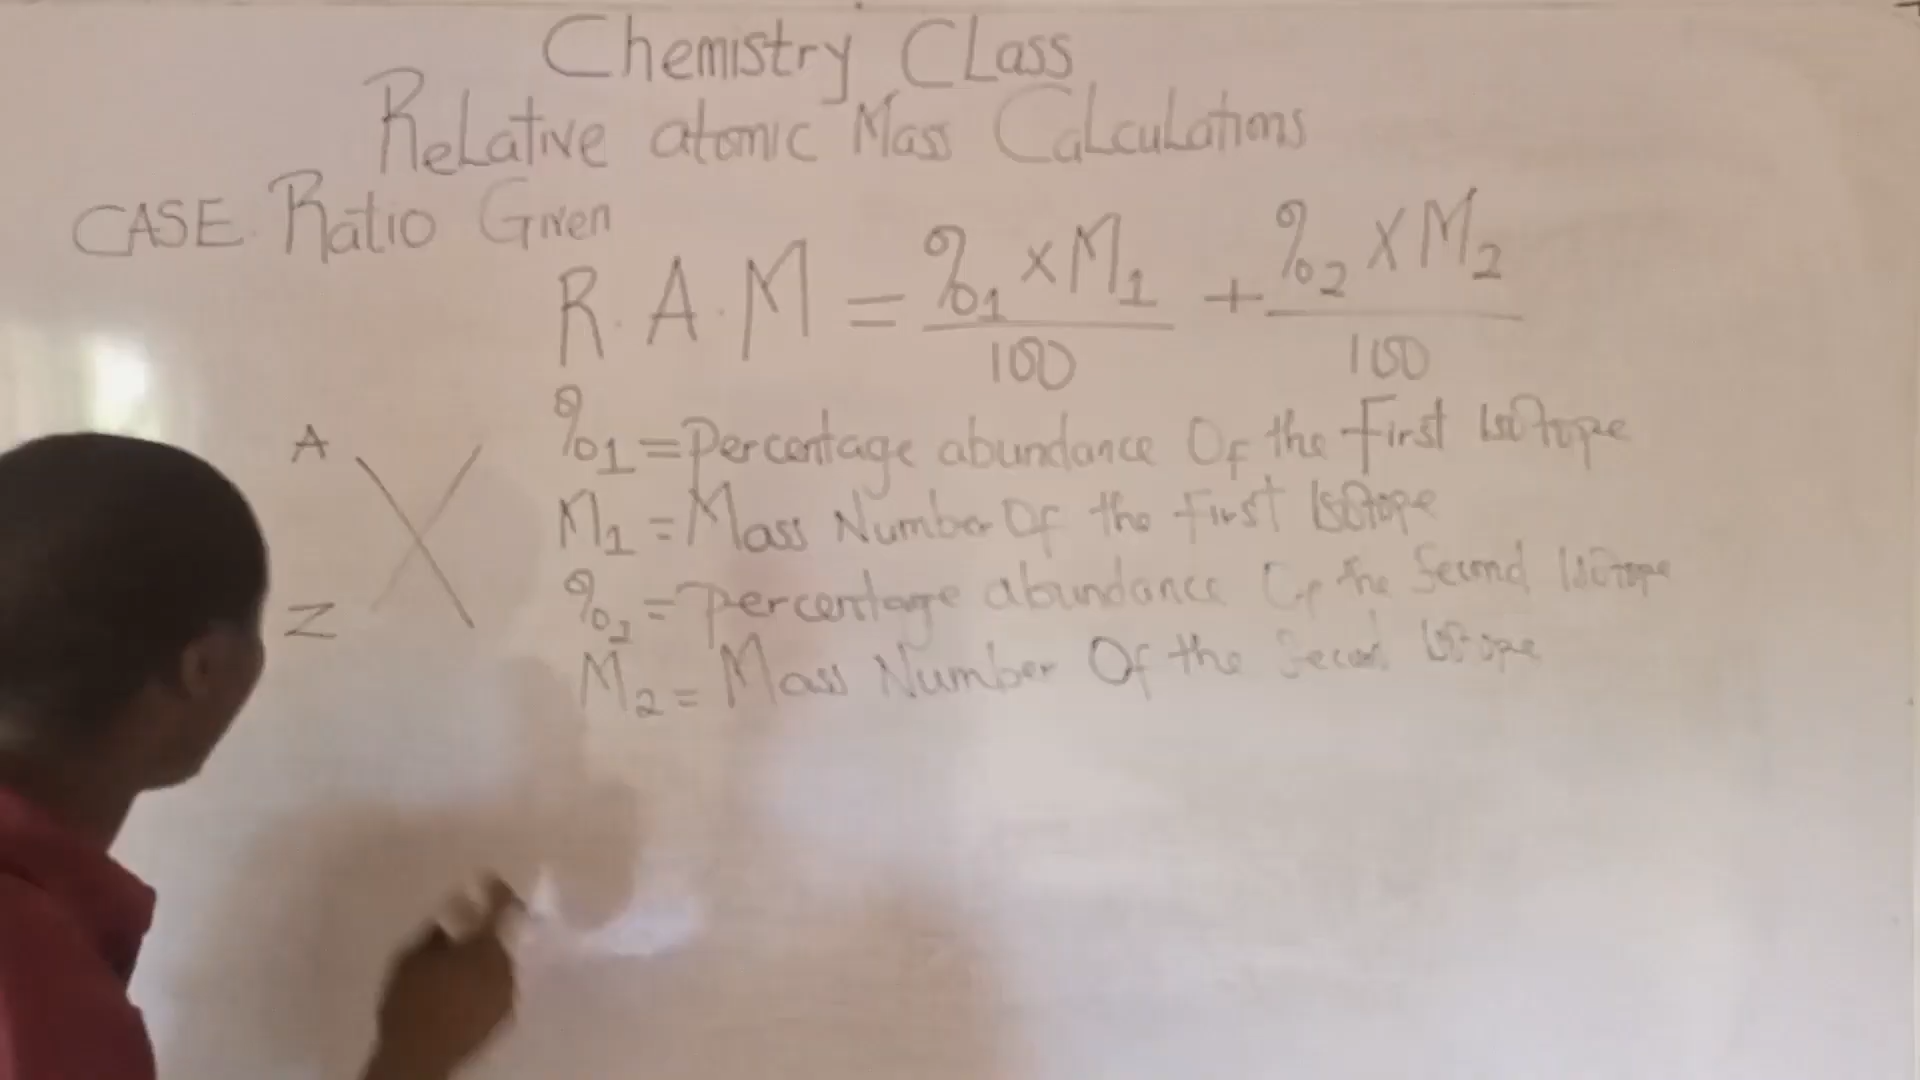 Chemistry CLass
ReLative atomic Mass CaLcuLations
CASE. Ratio Given
R.A.M = %1 x M1 / 100 + %2 x M2 / 100
A
X
Z
%1 = Percentage abundance Of the First Isotope
M1 = Mass Number Of the First Isotope
%2 = Percentage abundance Of the Second Isotope
M2 = Mass Number Of the Second Isotope